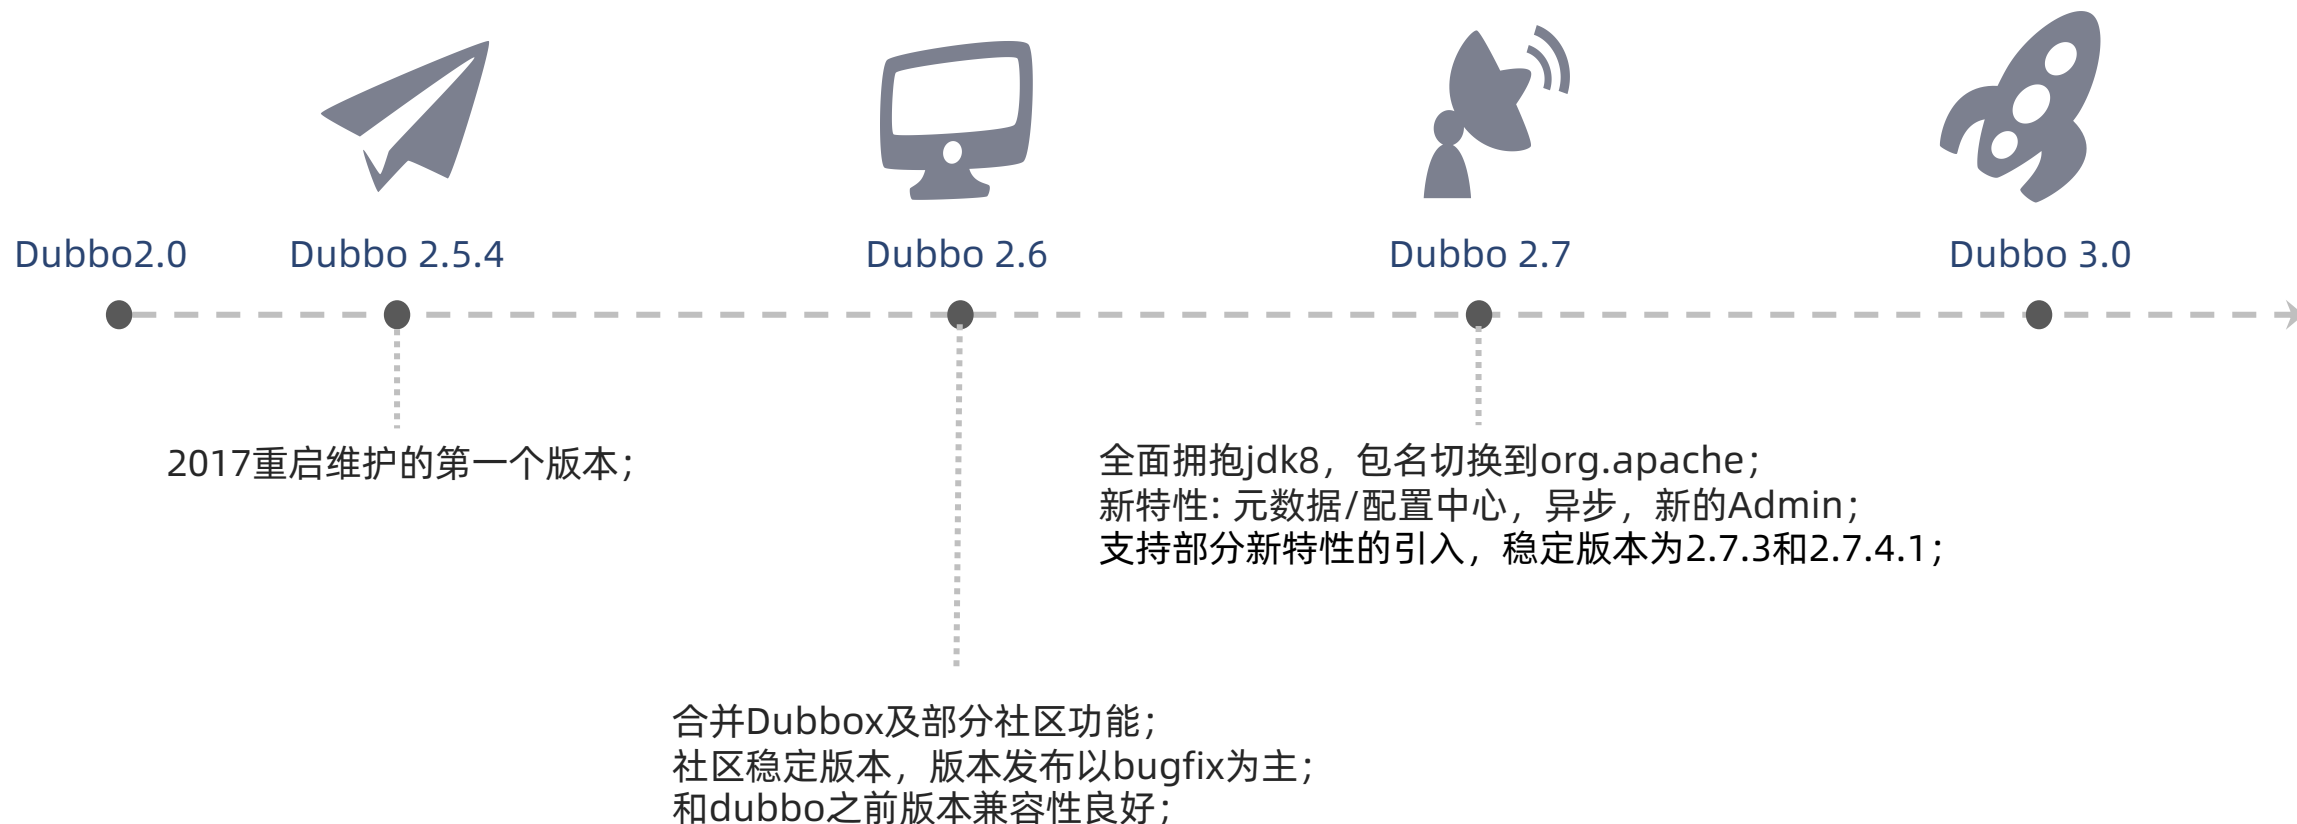 Dubbo2.0
Dubbo 2.5.4
Dubbo 2.6
Dubbo 2.7
Dubbo 3.0
2017重启维护的第一个版本；
全面拥抱jdk8，包名切换到org.apache；
新特性: 元数据/配置中心，异步，新的Admin；
支持部分新特性的引入，稳定版本为2.7.3和2.7.4.1；
合并Dubbox及部分社区功能；
社区稳定版本，版本发布以bugfix为主；
和dubbo之前版本兼容性良好；